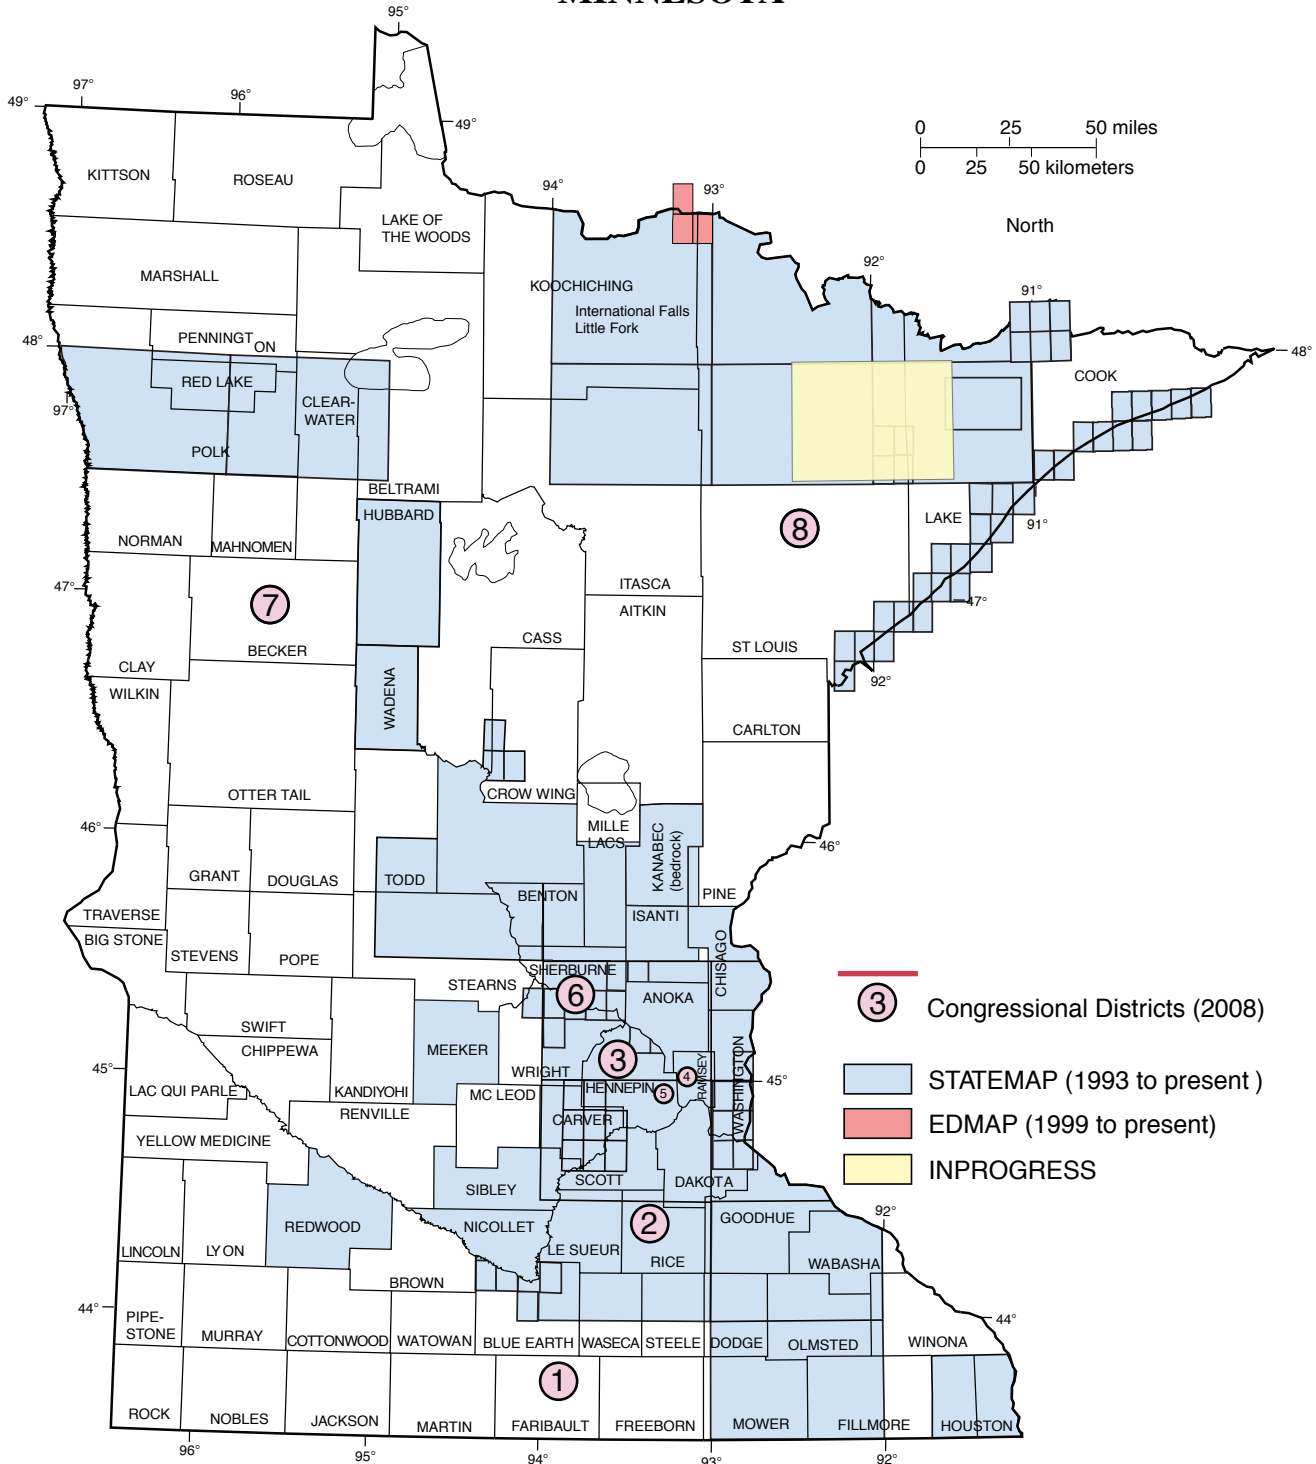 MINNESOTA
95°
97°
96°
49°
49°
0 25 50 miles
0 25 50 kilometers
North
KITTSON
ROSEAU
94°
93°
LAKE OF
THE WOODS
92°
MARSHALL
KOOCHICHING
91°
International Falls
Little Fork
PENNINGT
ON
48°
48°
RED LAKE
COOK
97°
CLEAR-
WATER
POLK
BELTRAMI
HUBBARD
8
LAKE
91°
NORMAN
MAHNOMEN
47°
ITASCA
7
AITKIN
47°
CASS
ST LOUIS
BECKER
CLAY
92°
WILKIN
WADENA
CARLTON
OTTER TAIL
CROW WING
46°
MILLE
LACS
KANABEC
(bedrock)
46°
GRANT
DOUGLAS
TODD
BENTON
PINE
TRAVERSE
ISANTI
BIG STONE
STEVENS
POPE
CHISAGO
SHERBURNE
STEARNS
6
ANOKA
3 Congressional Districts (2008)
SWIFT
CHIPPEWA
MEEKER
3
WRIGHT
45°
4
RAMSEY
WASHINGTON
45°
STATEMAP (1993 to present )
LAC QUI PARLE
KANDIYOHI
MC LEOD
HENNEPIN
5
RENVILLE
CARVER
EDMAP (1999 to present)
YELLOW MEDICINE
INPROGRESS
SCOTT
DAKOTA
SIBLEY
92°
REDWOOD
NICOLLET
2
GOODHUE
LINCOLN
LYON
LE SUEUR
RICE
WABASHA
BROWN
44°
PIPE-
STONE
44°
MURRAY
COTTONWOOD
WATOWAN
BLUE EARTH
WASECA
STEELE
DODGE
OLMSTED
WINONA
1
ROCK
NOBLES
JACKSON
MARTIN
FARIBAULT
FREEBORN
MOWER
FILLMORE
HOUSTON
96°
95°
94°
93°
92°